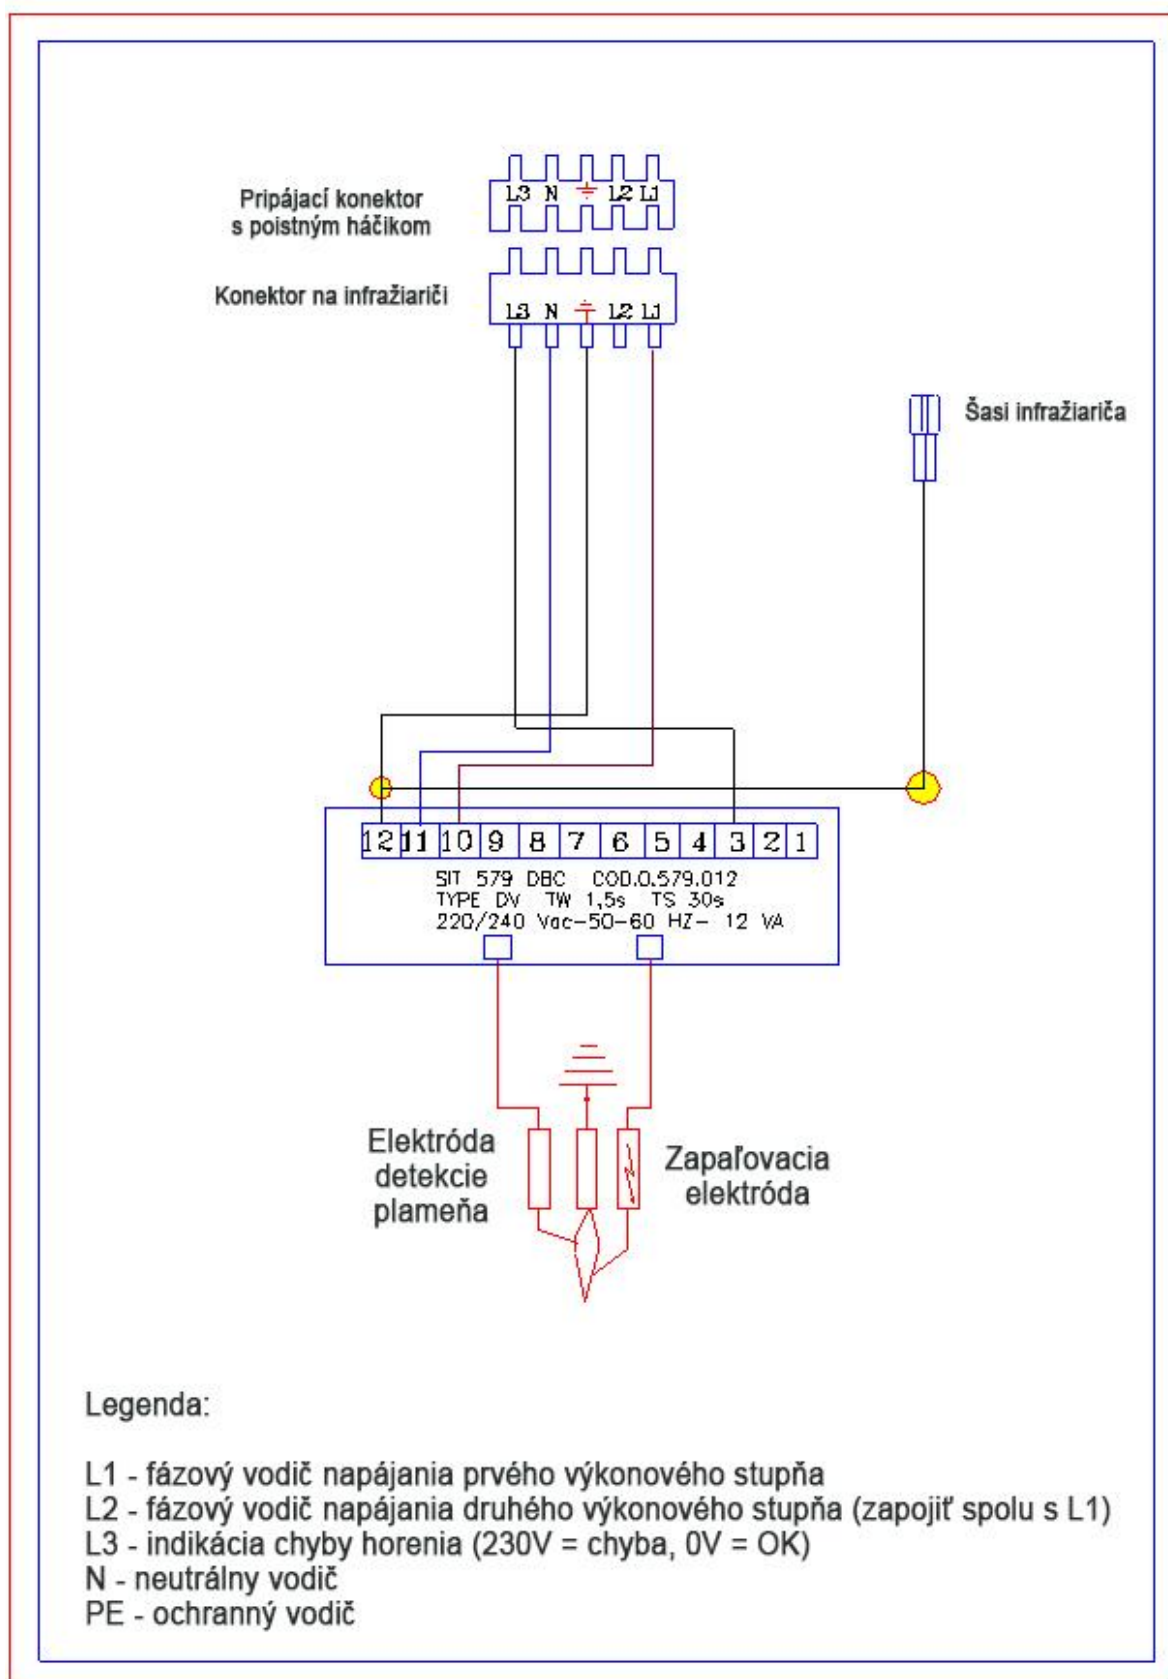 Pripájací konektor
s poistným háčikom
L3 N L2 L1
Konektor na infražiariči
L3 N L2 L1
Šasi infražiariča
12 11 10 9 8 7 6 5 4 3 2 1
SIT 579 DBC COD.0.579.012
TYPE DV TW 1,5s TS 30s
220/240 Vac-50-60 HZ- 12 VA
Elektróda
detekcie
plameňa
Zapaľovacia
elektróda
Legenda:
L1 - fázový vodič napájania prvého výkonového stupňa
L2 - fázový vodič napájania druhého výkonového stupňa (zapojiť spolu s L1)
L3 - indikácia chyby horenia (230V = chyba, 0V = OK)
N - neutrálny vodič
PE - ochranný vodič